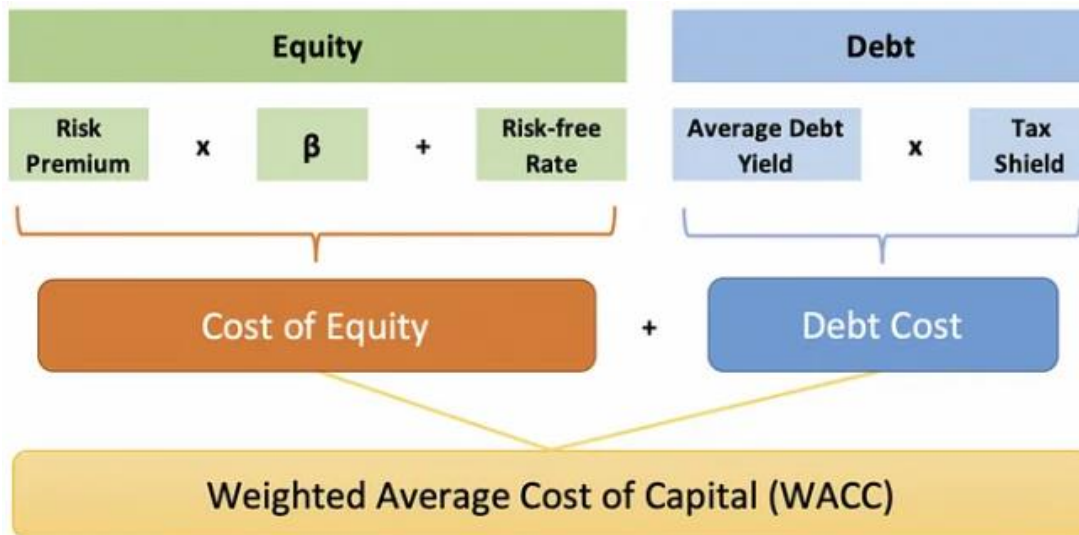 Equity
Debt
Risk
Premium
x
β
+
Risk-free
Rate
Average Debt
Yield
x
Tax
Shield
Cost of Equity
+
Debt Cost
Weighted Average Cost of Capital (WACC)